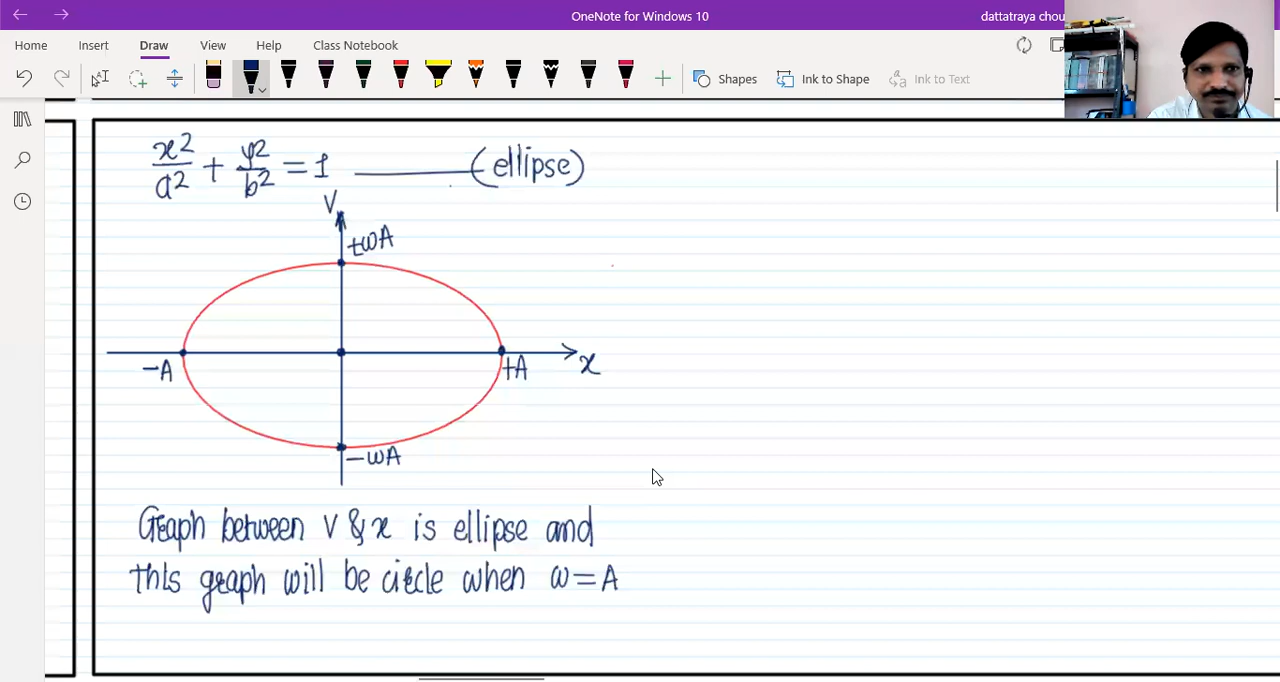 OneNote for Windows 10
dattatraya chou
Home Insert Draw View Help Class Notebook
Shapes Ink to Shape Ink to Text
x²/a² + y²/b² = 1 ———(ellipse)
V
+ωA
-A
+A
x
-ωA
Graph between V & x is ellipse and
this graph will be circle when ω = A